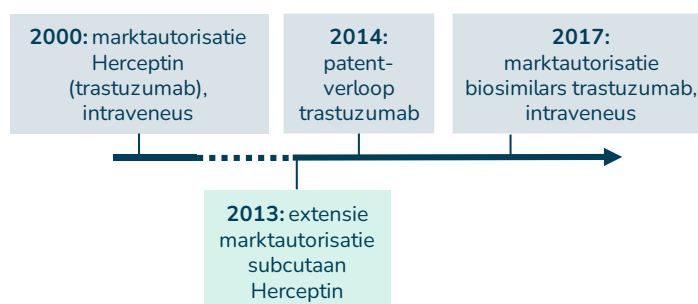 2000: marktautorisatie
Herceptin
(trastuzumab),
intraveneus
2014:
patent-
verloop
trastuzumab
2017:
marktautorisatie
biosimilars trastuzumab,
intraveneus
2013: extensie
marktautorisatie
subcutaan
Herceptin